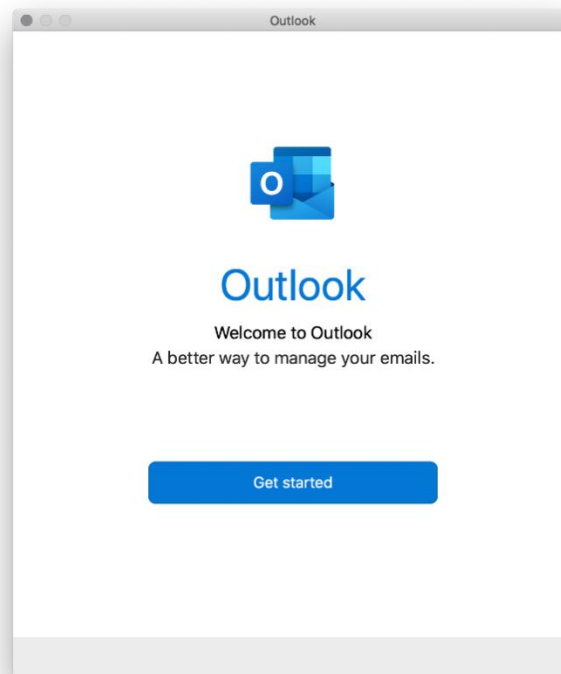 Outlook
O
Outlook
Welcome to Outlook
A better way to manage your emails.
Get started